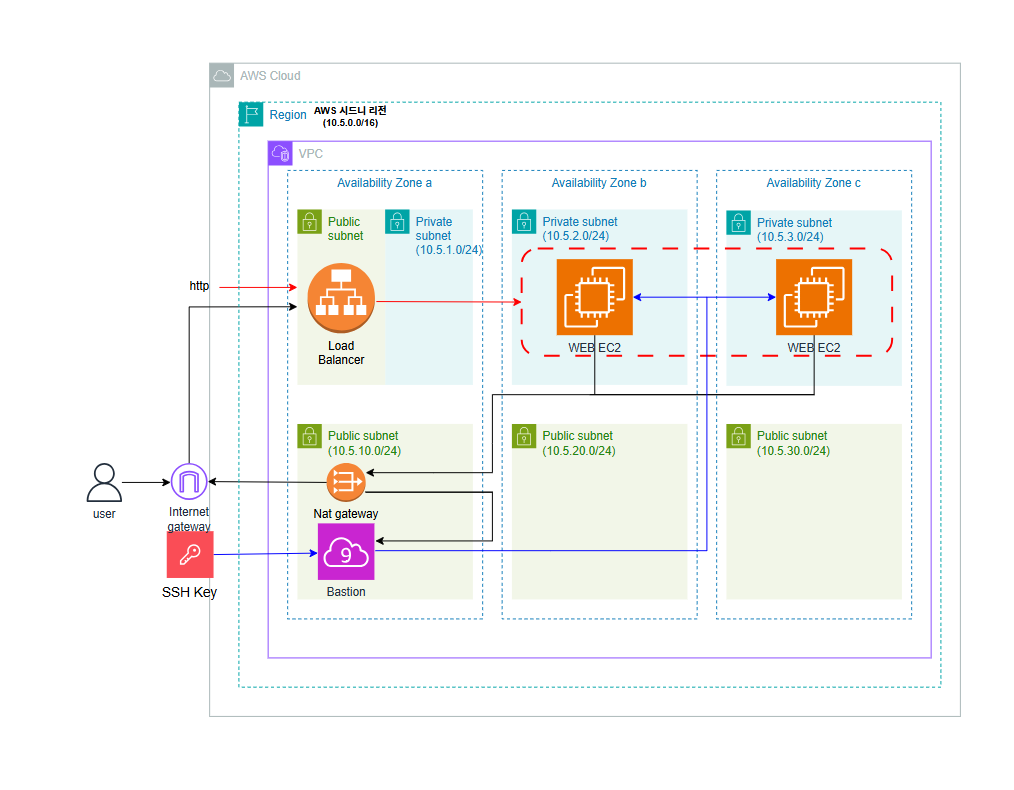 AWS Cloud
Region
AWS 시드니 리전
(10.5.0.0/16)
VPC
Availability Zone a
Availability Zone b
Availability Zone c
Public
subnet
Private
subnet
(10.5.1.0/24)
Private subnet
(10.5.2.0/24)
Private subnet
(10.5.3.0/24)
http
Load
Balancer
WEB EC2
WEB EC2
Public subnet
(10.5.10.0/24)
Public subnet
(10.5.20.0/24)
Public subnet
(10.5.30.0/24)
user
Internet
gateway
Nat gateway
9
SSH Key
Bastion